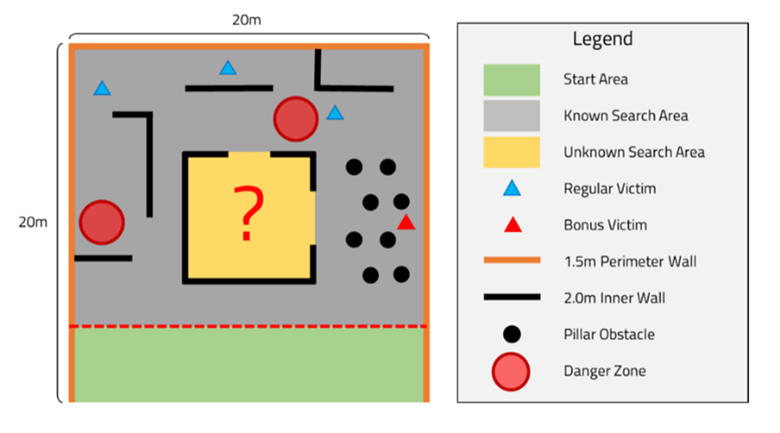 20m
20m
?
Legend
Start Area
Known Search Area
Unknown Search Area
Regular Victim
Bonus Victim
1.5m Perimeter Wall
2.0m Inner Wall
Pillar Obstacle
Danger Zone